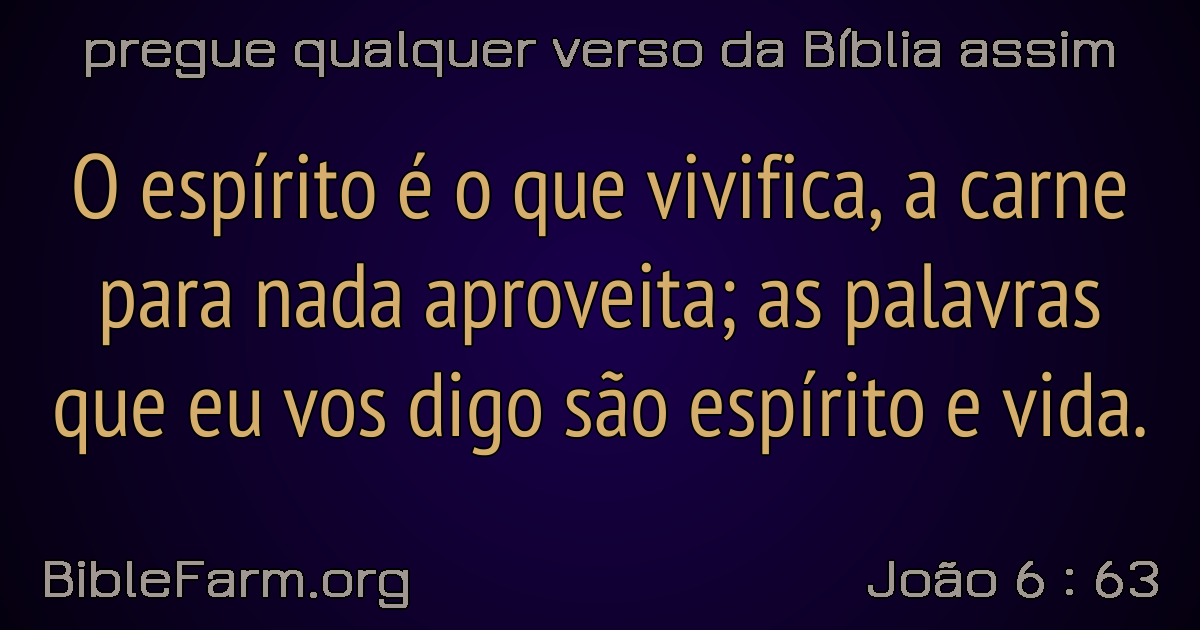 pregue qualquer verso da Bíblia assim
O espírito é o que vivifica, a carne
para nada aproveita; as palavras
que eu vos digo são espírito e vida.
BibleFarm.org
João 6 : 63